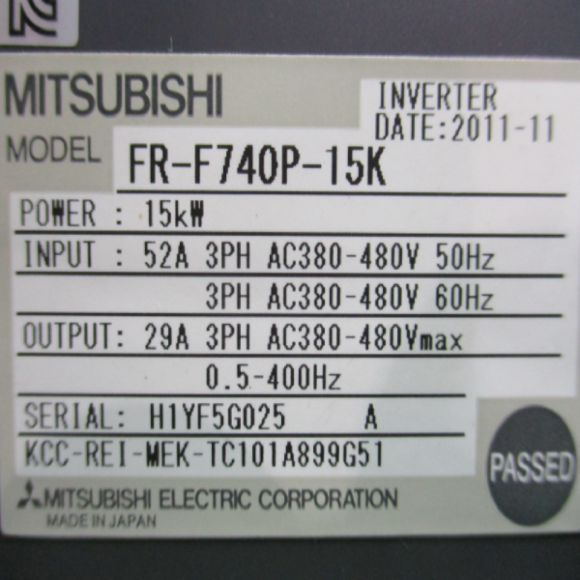 MITSUBISHI
INVERTER
DATE:2011-11
MODEL FR-F740P-15K
POWER : 15kW
INPUT : 52A 3PH AC380-480V 50Hz
3PH AC380-480V 60Hz
OUTPUT: 29A 3PH AC380-480Vmax
0.5-400Hz
SERIAL: H1YF5G025 A
KCC-REI-MEK-TC101A899G51
PASSED
MITSUBISHI ELECTRIC CORPORATION
MADE IN JAPAN